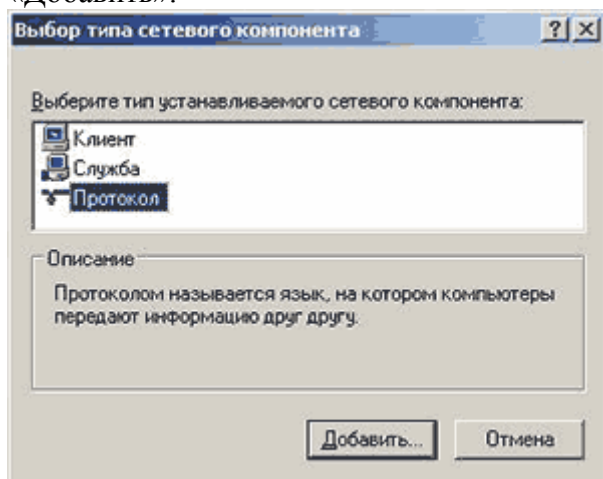 «Добавить».
Выбор типа сетевого компонента
Выберите тип устанавливаемого сетевого компонента:
Клиент
Служба
Протокол
Описание
Протоколом называется язык, на котором компьютеры
передают информацию друг другу.
Добавить... Отмена